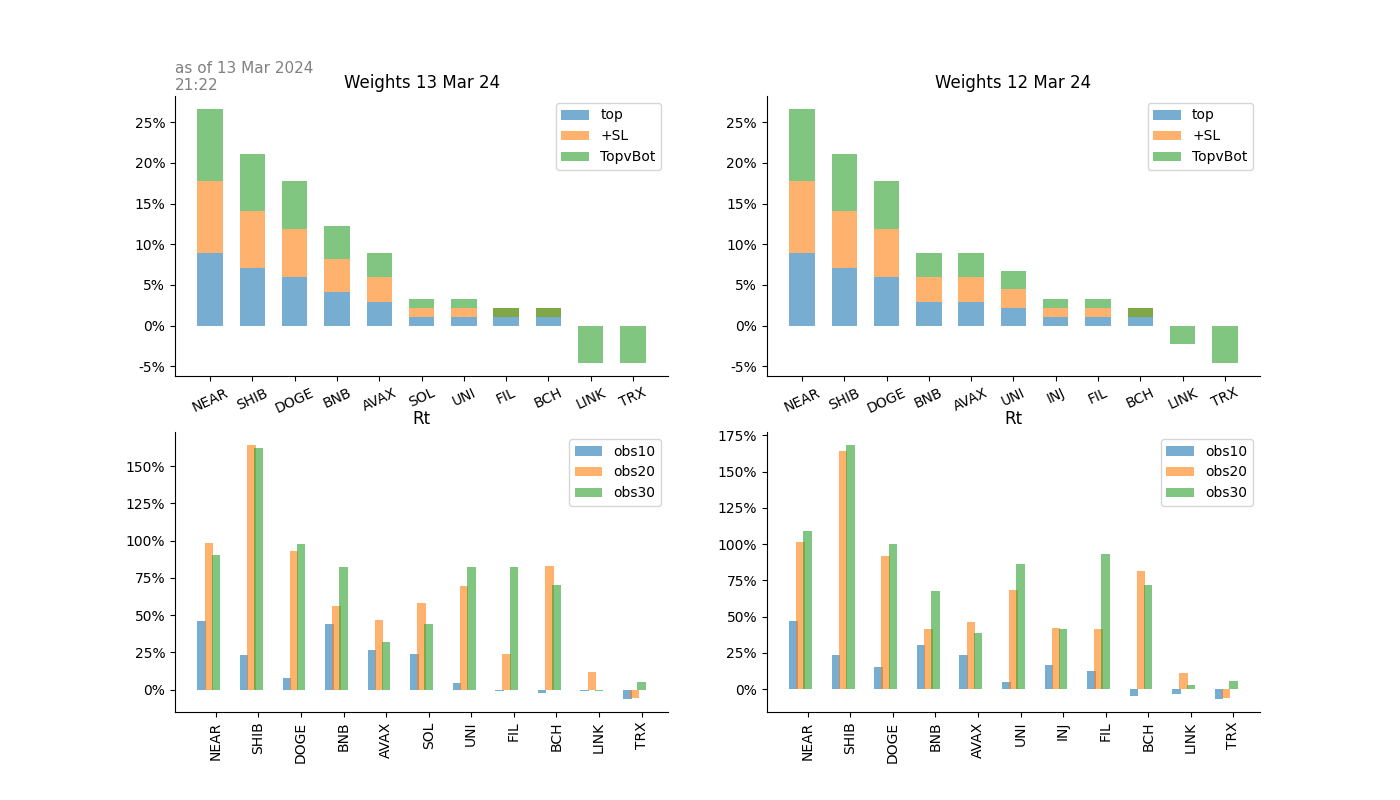 as of 13 Mar 2024
21:22
Weights 13 Mar 24
25%
20%
15%
10%
5%
0%
-5%
top
+SL
TopvBot
NEAR SHIB DOGE BNB AVAX SOL UNI FIL BCH LINK TRX
Weights 12 Mar 24
25%
20%
15%
10%
5%
0%
-5%
top
+SL
TopvBot
NEAR SHIB DOGE BNB AVAX UNI INJ FIL BCH LINK TRX
Rt
150%
125%
100%
75%
50%
25%
0%
obs10
obs20
obs30
NEAR SHIB DOGE BNB AVAX SOL UNI FIL BCH LINK TRX
Rt
175%
150%
125%
100%
75%
50%
25%
0%
obs10
obs20
obs30
NEAR SHIB DOGE BNB AVAX UNI INJ FIL BCH LINK TRX